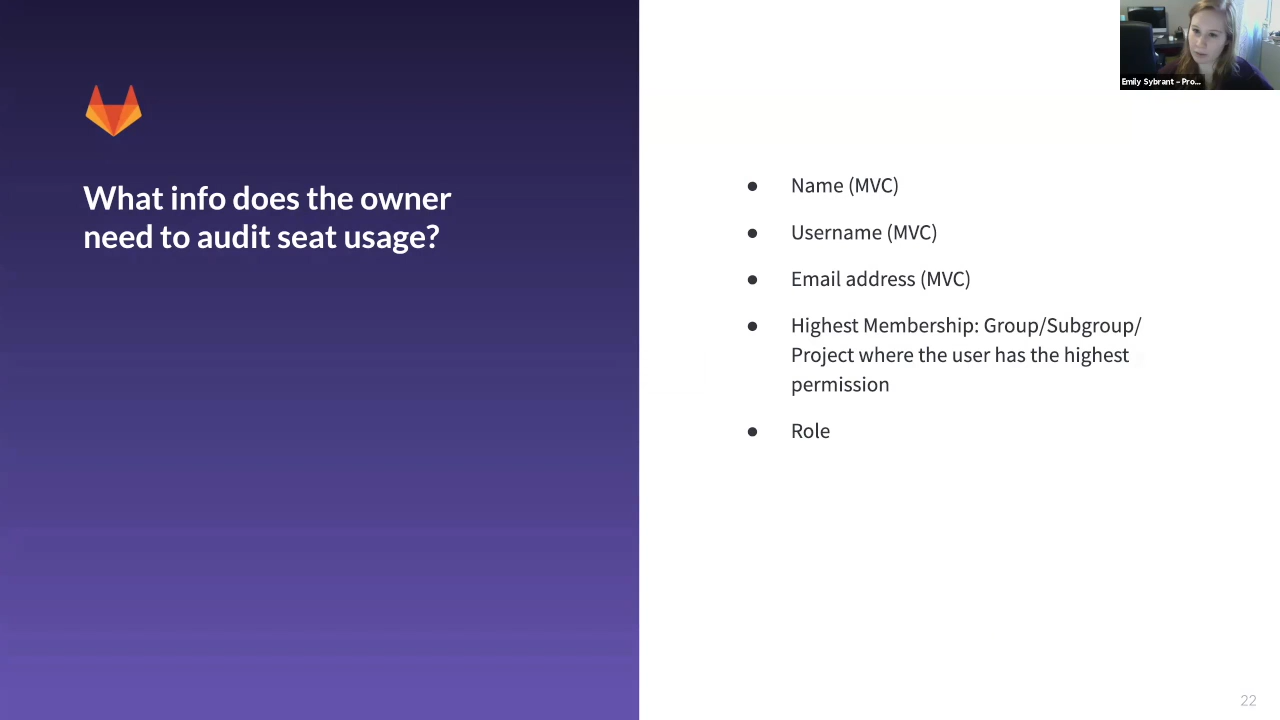 Emily Sybrant - Pro...
What info does the owner
need to audit seat usage?
● Name (MVC)
● Username (MVC)
● Email address (MVC)
● Highest Membership: Group/Subgroup/
Project where the user has the highest
permission
● Role
22